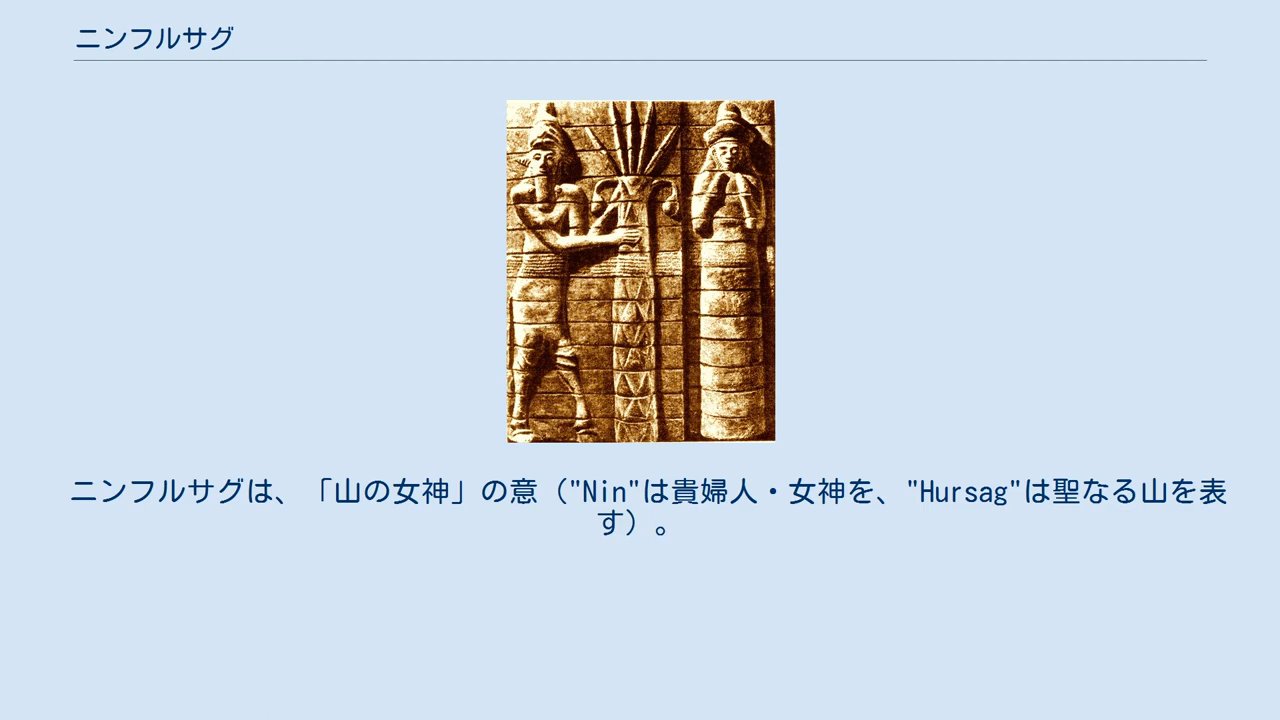 ニンフルサグ
ニンフルサグは、「山の女神」の意（"Nin"は貴婦人・女神を、"Hursag"は聖なる山を表
す）。